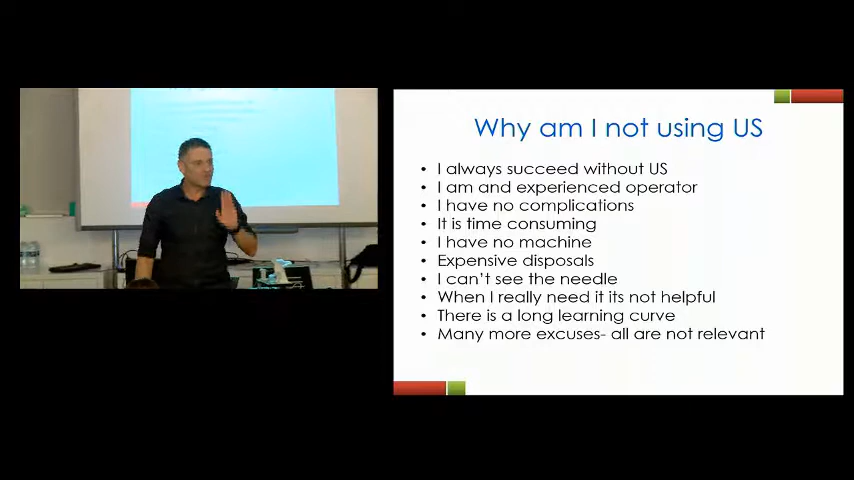 Why am I not using US
• I always succeed without US
• I am and experienced operator
• I have no complications
• It is time consuming
• I have no machine
• Expensive disposals
• I can't see the needle
• When I really need it its not helpful
• There is a long learning curve
• Many more excuses- all are not relevant